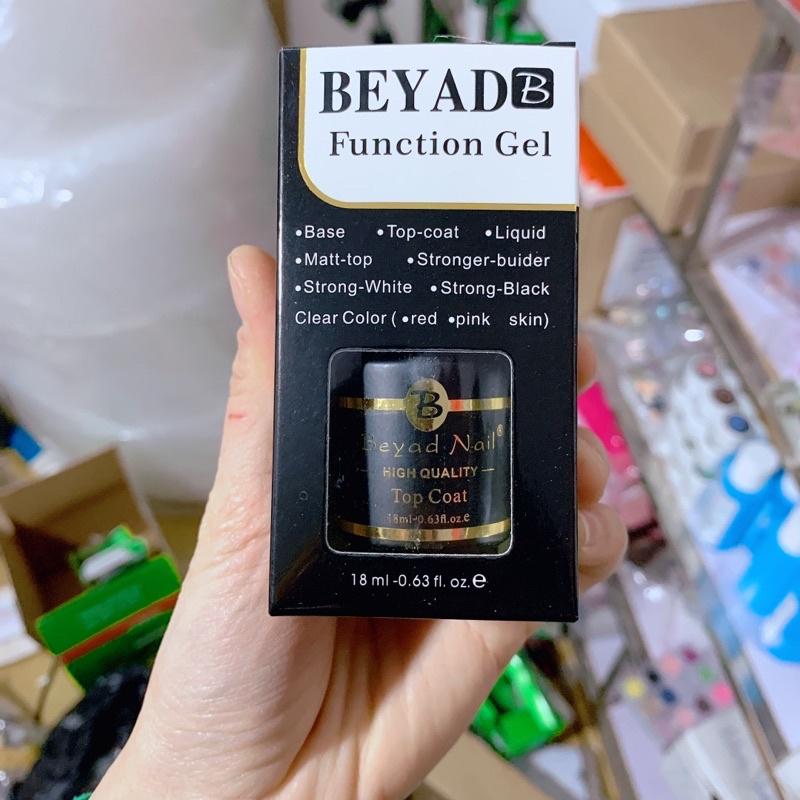 BEYAD B
Function Gel
•Base •Top-coat •Liquid
•Matt-top •Stronger-buider
•Strong-White •Strong-Black
Clear Color ( •red •pink skin)
B
Beyad Nail®
HIGH QUALITY
Top Coat
18ml-0.63fl.oz.e
18 ml -0.63 fl. oz. e